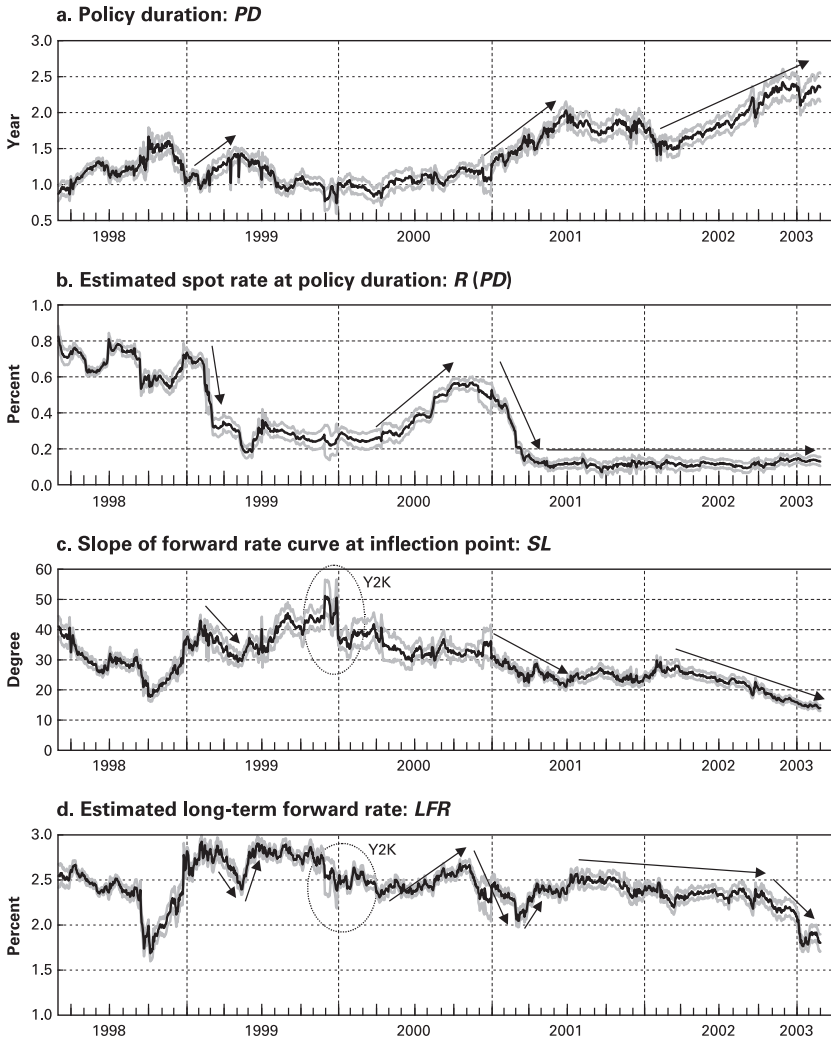 a. Policy duration: PD
3.0
2.5
2.0
1.5
1.0
0.5
Year
1998 1999 2000 2001 2002 2003
b. Estimated spot rate at policy duration: R (PD)
1.0
0.8
0.6
0.4
0.2
0.0
Percent
1998 1999 2000 2001 2002 2003
c. Slope of forward rate curve at inflection point: SL
60
50
40
30
20
10
0
Degree
Y2K
1998 1999 2000 2001 2002 2003
d. Estimated long-term forward rate: LFR
3.0
2.5
2.0
1.5
1.0
Percent
Y2K
1998 1999 2000 2001 2002 2003